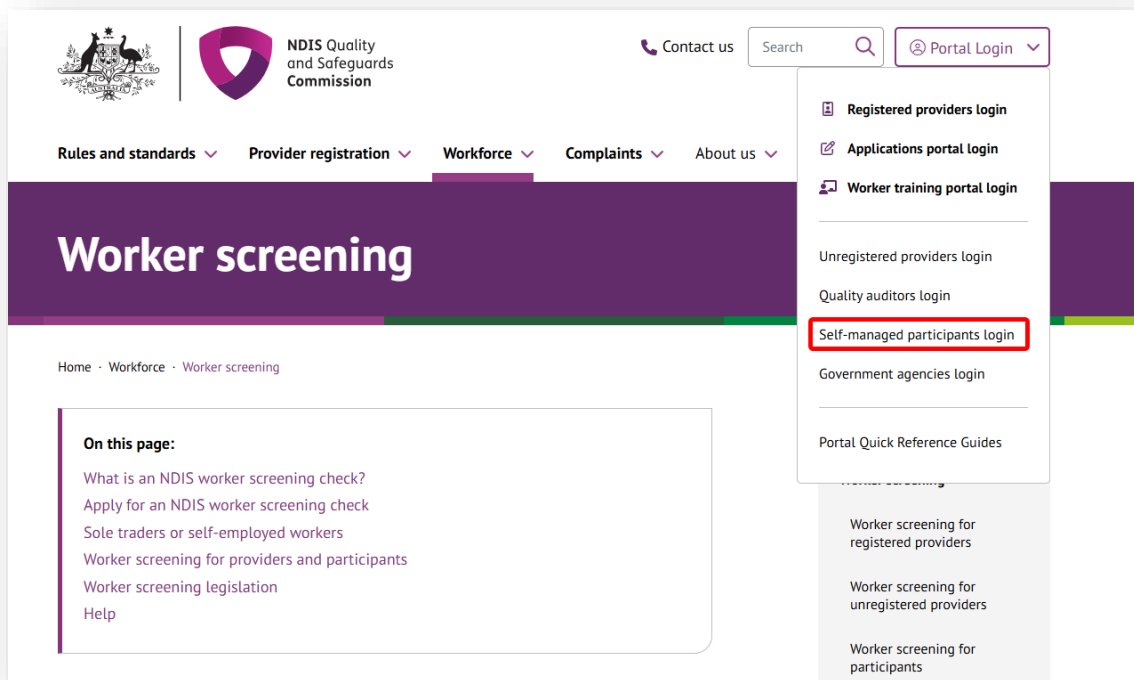 AUSTRALIA
NDIS Quality
and Safeguards
Commission
Contact us
Search
Portal Login
Registered providers login
Applications portal login
Worker training portal login
Unregistered providers login
Quality auditors login
Self-managed participants login
Government agencies login
Portal Quick Reference Guides
Rules and standards
Provider registration
Workforce
Complaints
About us
Worker screening
Home · Workforce · Worker screening
On this page:
What is an NDIS worker screening check?
Apply for an NDIS worker screening check
Sole traders or self-employed workers
Worker screening for providers and participants
Worker screening legislation
Help
Worker screening
Worker screening for
registered providers
Worker screening for
unregistered providers
Worker screening for
participants